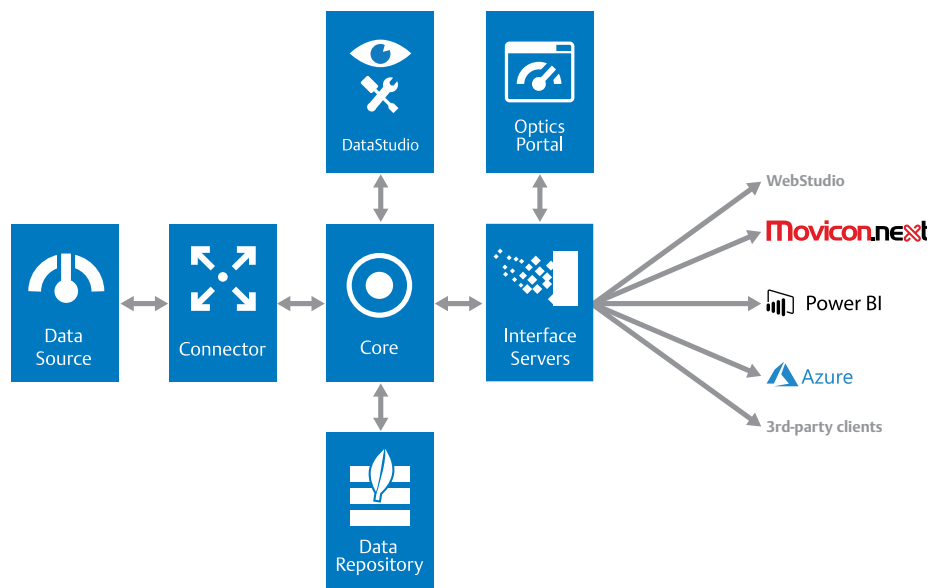 DataStudio
Optics
Portal
Data
Source
Connector
Core
Interface
Servers
Data
Repository
WebStudio
Movicon.next
Power BI
Azure
3rd-party clients